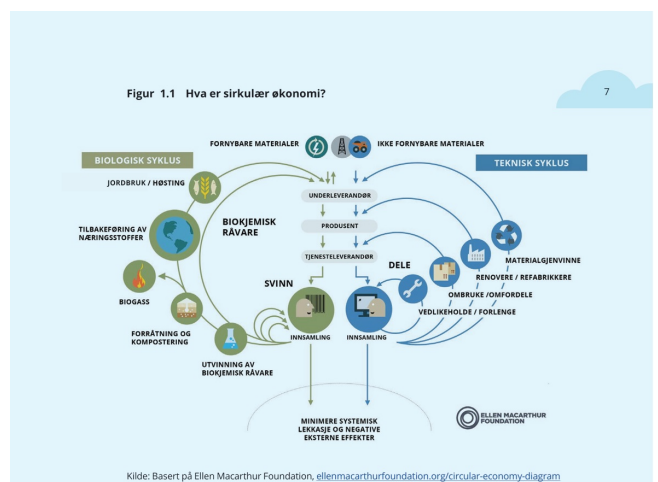 Figur 1.1 Hva er sirkulær økonomi?
7
FORNYBARE MATERIALER
IKKE FORNYBARE MATERIALER
BIOLOGISK SYKLUS
TEKNISK SYKLUS
JORDBRUK / HØSTING
UNDERLEVERANDØR
BIOKJEMISK
RÅVARE
PRODUSENT
TILBAKEFØRING AV
NÆRINGSSTOFFER
TJENESTELEVERANDØR
MATERIALGJENVINNE
DELE
RENOVERE / REFABRIKKERE
SVINN
BIOGASS
OMBRUKE /OMFORDELE
VEDLIKEHOLDE / FORLENGE
FORRÅTNING OG
KOMPOSTERING
INNSAMLING
INNSAMLING
UTVINNING AV
BIOKJEMISK RÅVARE
MINIMERE SYSTEMISK
LEKKASJE OG NEGATIVE
EKSTERNE EFFEKTER
ELLEN MACARTHUR
FOUNDATION
Kilde: Basert på Ellen Macarthur Foundation, ellenmacarthurfoundation.org/circular-economy-diagram